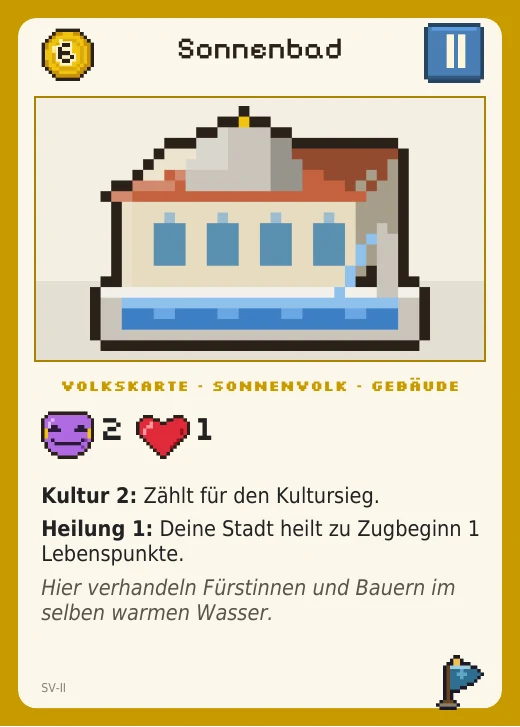 6
Sonnenbad
II
VOLKSKARTE - SONNENVOLK - GEBÄUDE
2 1
Kultur 2: Zählt für den Kultursieg.
Heilung 1: Deine Stadt heilt zu Zugbeginn 1
Lebenspunkte.
Hier verhandeln Fürstinnen und Bauern im
selben warmen Wasser.
SV-II